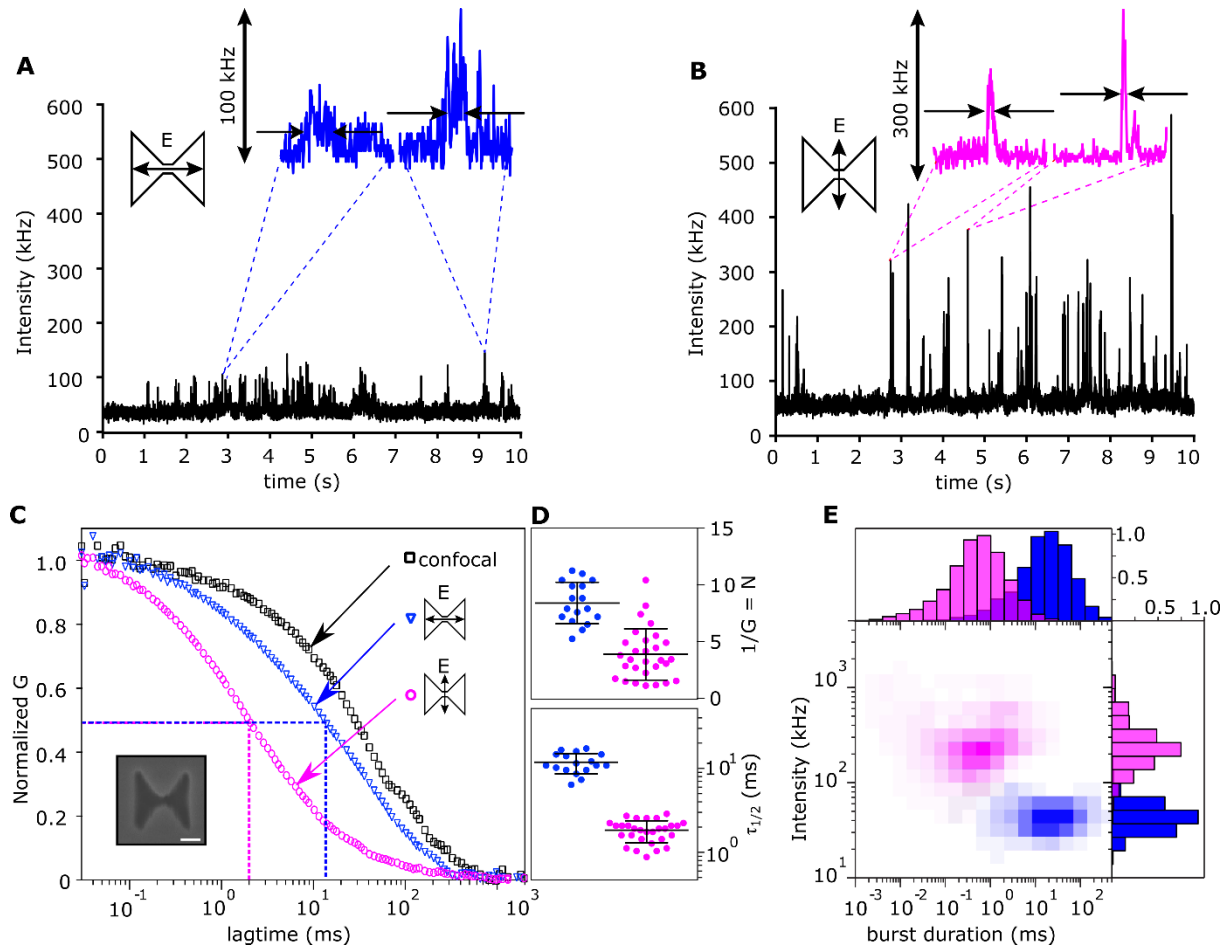 A
100 kHz
E
600
500
400
300
200
100
0
Intensity (kHz)
0 1 2 3 4 5 6 7 8 9 10
time (s)
B
300 kHz
E
600
500
400
300
200
100
0
Intensity (kHz)
0 1 2 3 4 5 6 7 8 9 10
time (s)
C
1.0
0.8
0.6
0.4
0.2
0
Normalized G
confocal
E
E
10⁻¹ 10⁰ 10¹ 10² 10³
lagtime (ms)
D
15
10
5
0
1/G = N
10¹
10⁰
τ1/2 (ms)
E
1.0
0.5
0.5 1.0
10³
10²
10¹
Intensity (kHz)
10⁻³ 10⁻² 10⁻¹ 10⁰ 10¹ 10²
burst duration (ms)